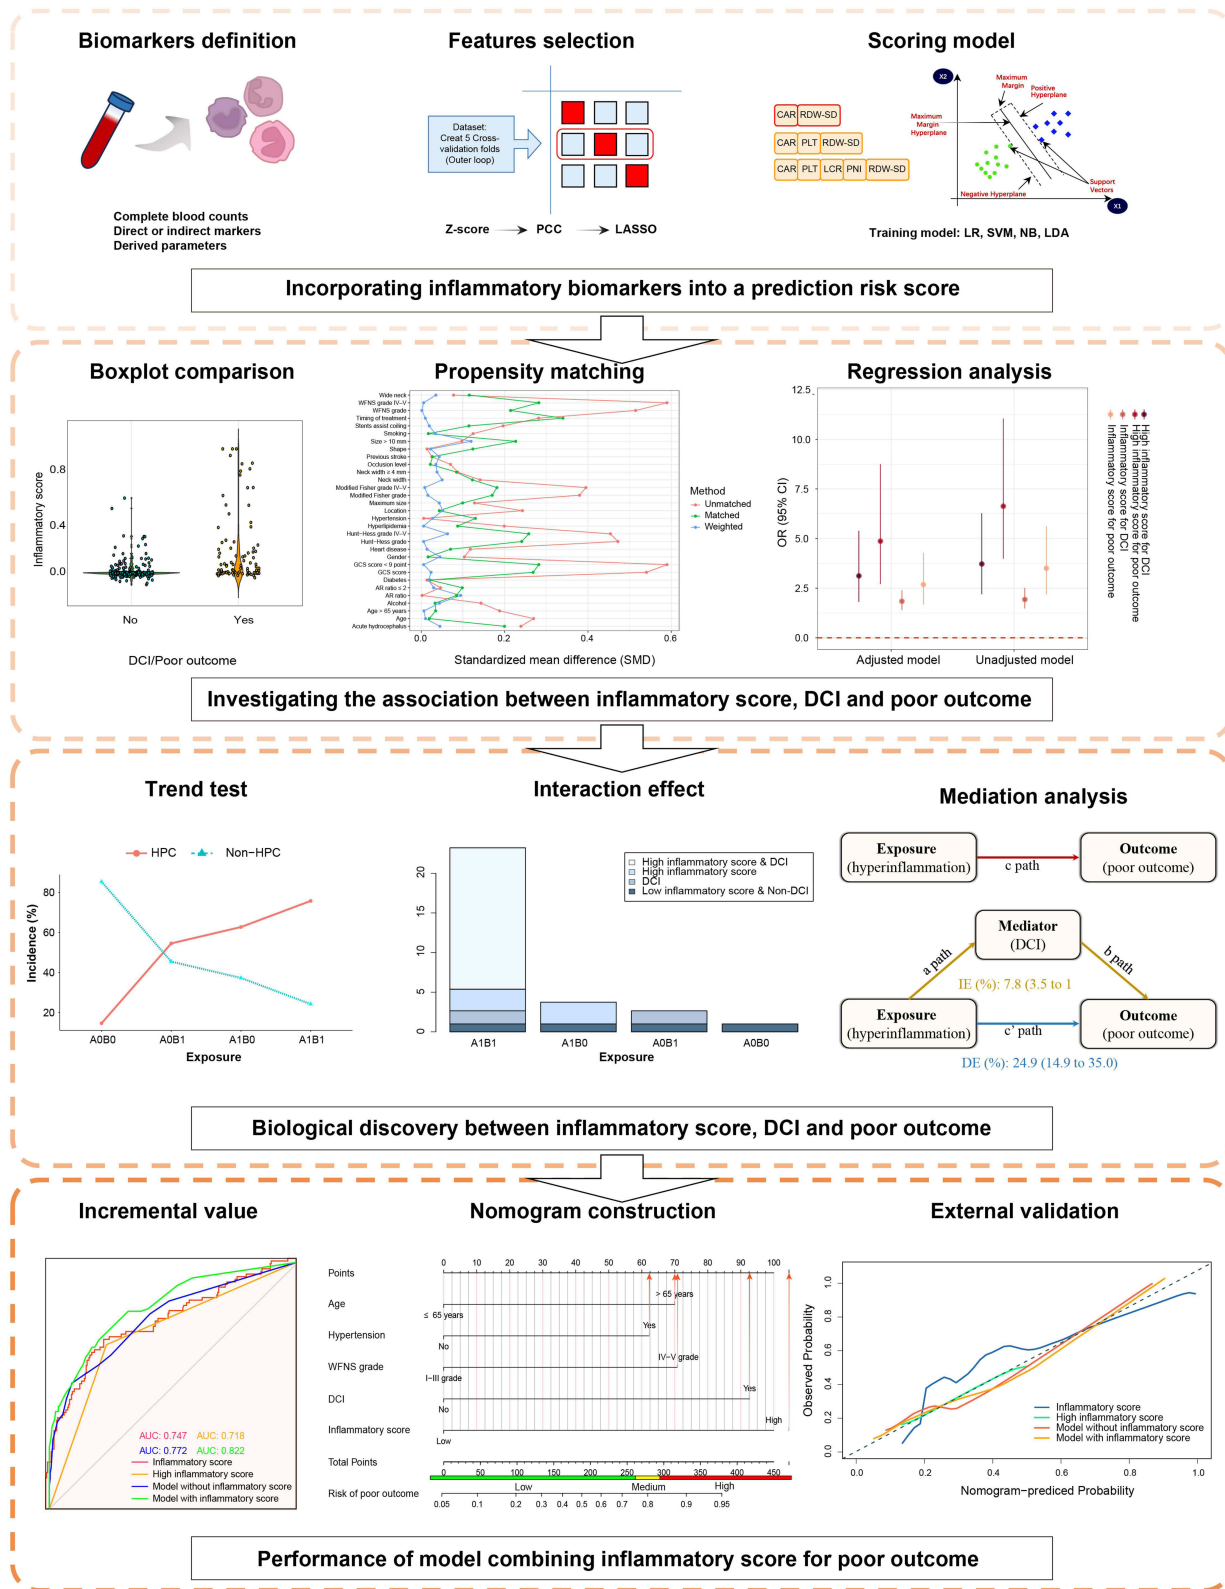 Biomarkers definition
Features selection
Scoring model
Dataset:
Creat 5 Cross-
validation folds
(Outer loop)
Complete blood counts
Direct or indirect markers
Derived parameters
Z-score
PCC
LASSO
CAR RDW-SD
CAR PLT RDW-SD
CAR PLT LCR PNI RDW-SD
X2
Maximum
Margin
Positive
Hyperplane
Maximum
Margin
Hyperplane
Negative Hyperplane
Support
Vectors
X1
Training model: LR, SVM, NB, LDA
Incorporating inflammatory biomarkers into a prediction risk score
Boxplot comparison
Inflammatory score
0.8
0.4
0.0
No
Yes
DCI/Poor outcome
Propensity matching
Wide neck
WFNS grade IV−V
WFNS grade
Timing of treatment
Stents assist coiling
Smoking
Size > 10 mm
Shape
Previous stroke
Occlusion level
Neck width ≥ 4 mm
Neck width
Modified Fisher grade IV−V
Modified Fisher grade
Maximum size
Location
Hypertension
Hyperlipidemia
Hunt−Hess grade IV−V
Hunt−Hess grade
Heart disease
Gender
GCS score < 9 point
GCS score
Diabetes
AR ratio ≤ 2
AR ratio
Alcohol
Age > 65 years
Age
Acute hydrocephalus
0.0
0.2
0.4
0.6
Standardized mean difference (SMD)
Method
Unmatched
Matched
Weighted
Regression analysis
OR (95% CI)
12.5
10.0
7.5
5.0
2.5
0.0
Adjusted model
Unadjusted model
High inflammatory score for DCI
High inflammatory score for poor outcome
Inflammatory score for DCI
Inflammatory score for poor outcome
Investigating the association between inflammatory score, DCI and poor outcome
Trend test
HPC
Non−HPC
Incidence (%)
80
60
40
20
A0B0
A0B1
A1B0
A1B1
Exposure
Interaction effect
20
15
10
5
0
High inflammatory score & DCI
High inflammatory score
DCI
Low inflammatory score & Non−DCI
A1B1
A1B0
A0B1
A0B0
Exposure
Mediation analysis
Exposure
(hyperinflammation)
c path
Outcome
(poor outcome)
Mediator
(DCI)
a path
b path
IE (%): 7.8 (3.5 to 1
Exposure
(hyperinflammation)
c' path
Outcome
(poor outcome)
DE (%): 24.9 (14.9 to 35.0)
Biological discovery between inflammatory score, DCI and poor outcome
Incremental value
AUC: 0.747
AUC: 0.718
AUC: 0.772
AUC: 0.822
Inflammatory score
High inflammatory score
Model without inflammatory score
Model with inflammatory score
Nomogram construction
Points
0 10 20 30 40 50 60 70 80 90 100
Age
≤ 65 years
> 65 years
Hypertension
No
Yes
WFNS grade
I−III grade
IV−V grade
DCI
No
Yes
Inflammatory score
Low
High
Total Points
0 50 100 150 200 250 300 350 400 450
Low
Medium
High
Risk of poor outcome
0.05 0.1 0.2 0.3 0.4 0.5 0.6 0.7 0.8 0.9 0.95
External validation
Observed Probability
1.0
0.8
0.6
0.4
0.2
0.0
Inflammatory score
High inflammatory score
Model without inflammatory score
Model with inflammatory score
0.0 0.2 0.4 0.6 0.8 1.0
Nomogram−prediced Probability
Performance of model combining inflammatory score for poor outcome